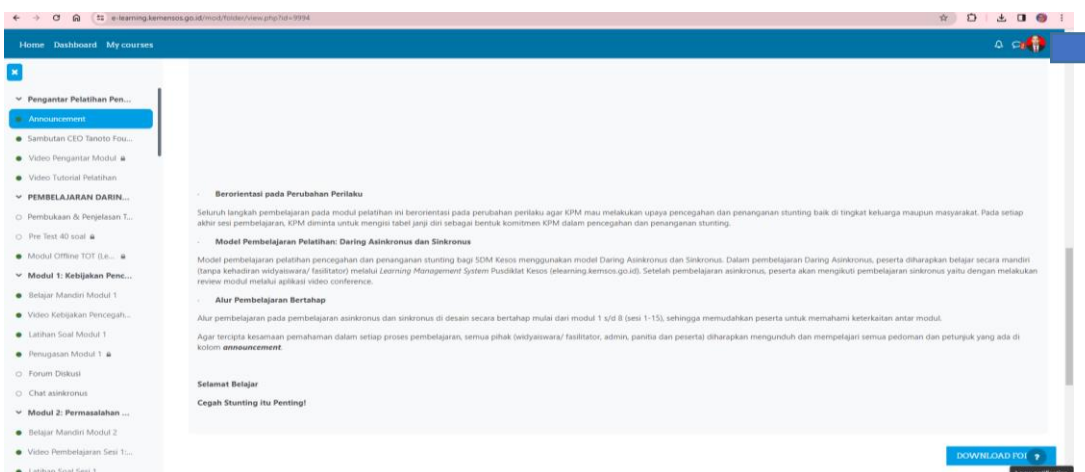 e-learning.kemensos.go.id/mod/folder/view.php?id=9994
Home Dashboard My courses
Pengantar Pelatihan Pen...
Announcement
Sambutan CEO Tanoto Fou...
Video Pengantar Modul
Video Tutorial Pelatihan
PEMBELAJARAN DARIN...
Pembukaan & Penjelasan T...
Pre Test 40 soal
Modul Offline TOT (Le...
Modul 1: Kebijakan Penc...
Belajar Mandiri Modul 1
Video Kebijakan Pencegah...
Latihan Soal Modul 1
Penugasan Modul 1
Forum Diskusi
Chat asinkronus
Modul 2: Permasalahan ...
Belajar Mandiri Modul 2
Video Pembelajaran Sesi 1:...
Latihan Soal Sesi 1
· Berorientasi pada Perubahan Perilaku
Seluruh langkah pembelajaran pada modul pelatihan ini berorientasi pada perubahan perilaku agar KPM mau melakukan upaya pencegahan dan penanganan stunting baik di tingkat keluarga maupun masyarakat. Pada setiap
akhir sesi pembelajaran, KPM diminta untuk mengisi tabel janji diri sebagai bentuk komitmen KPM dalam pencegahan dan penanganan stunting.
· Model Pembelajaran Pelatihan: Daring Asinkronus dan Sinkronus
Model pembelajaran pelatihan pencegahan dan penanganan stunting bagi SDM Kesos menggunakan model Daring Asinkronus dan Sinkronus. Dalam pembelajaran Daring Asinkronus, peserta diharapkan belajar secara mandiri
(tanpa kehadiran widyaiswara/ fasilitator) melalui Learning Management System Pusdiklat Kesos (elearning.kemsos.go.id). Setelah pembelajaran asinkronus, peserta akan mengikuti pembelajaran sinkronus yaitu dengan melakukan
review modul melalui aplikasi video conference.
· Alur Pembelajaran Bertahap
Alur pembelajaran pada pembelajaran asinkronus dan sinkronus di desain secara bertahap mulai dari modul 1 s/d 8 (sesi 1-15), sehingga memudahkan peserta untuk memahami keterkaitan antar modul.
Agar tercipta kesamaan pemahaman dalam setiap proses pembelajaran, semua pihak (widyaiswara/ fasilitator, admin, panitia dan peserta) diharapkan mengunduh dan mempelajari semua pedoman dan petunjuk yang ada di
kolom announcement.
Selamat Belajar
Cegah Stunting itu Penting!
DOWNLOAD FOL ?